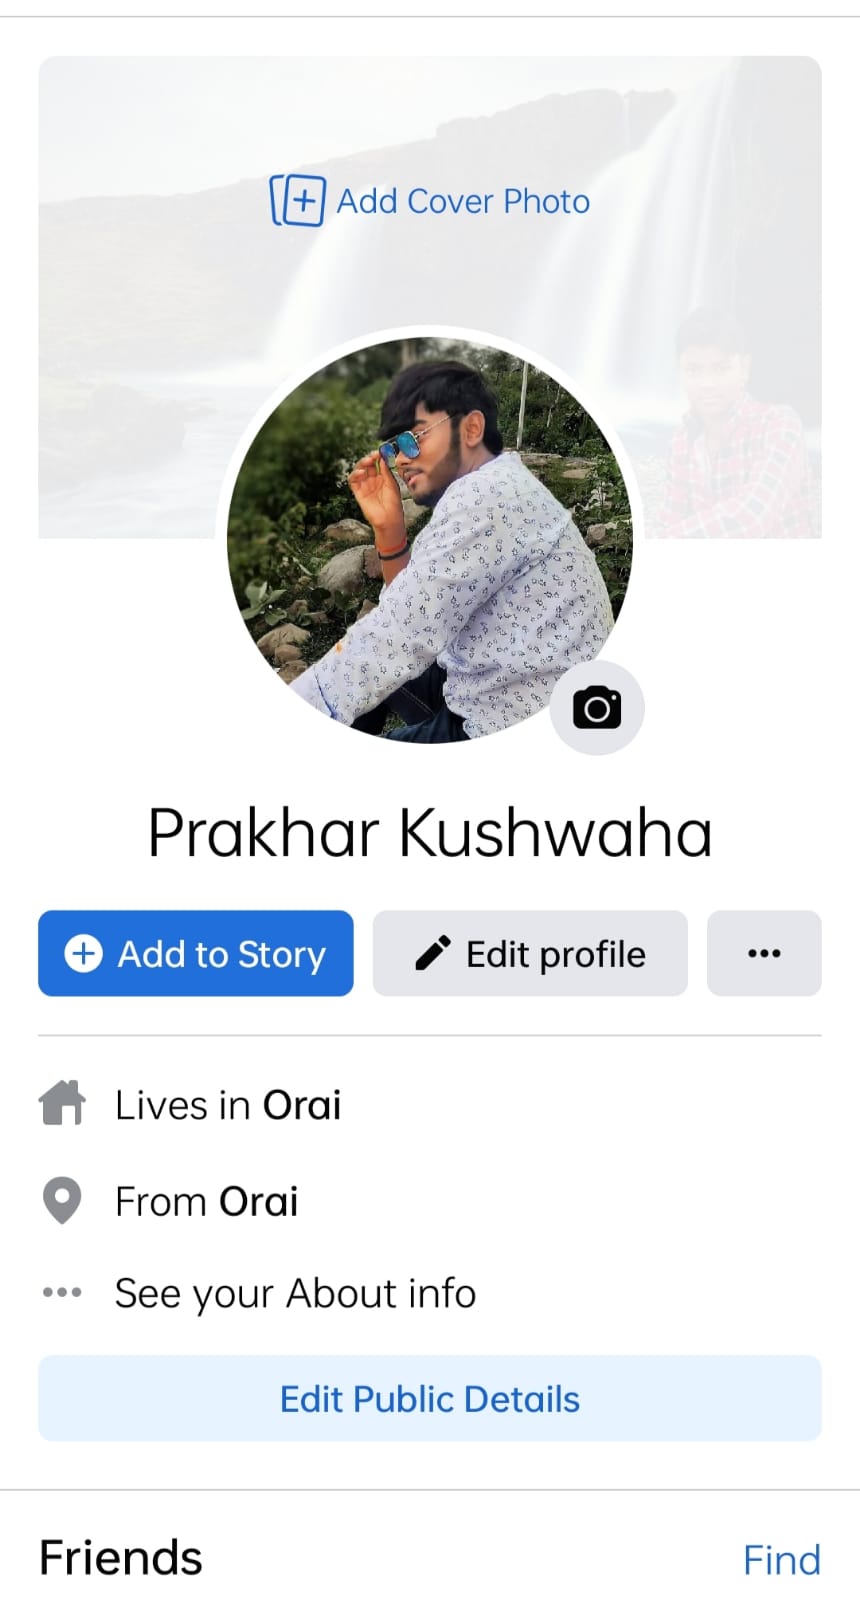 Add Cover Photo
Prakhar Kushwaha
Add to Story
Edit profile
Lives in Orai
From Orai
See your About info
Edit Public Details
Friends
Find